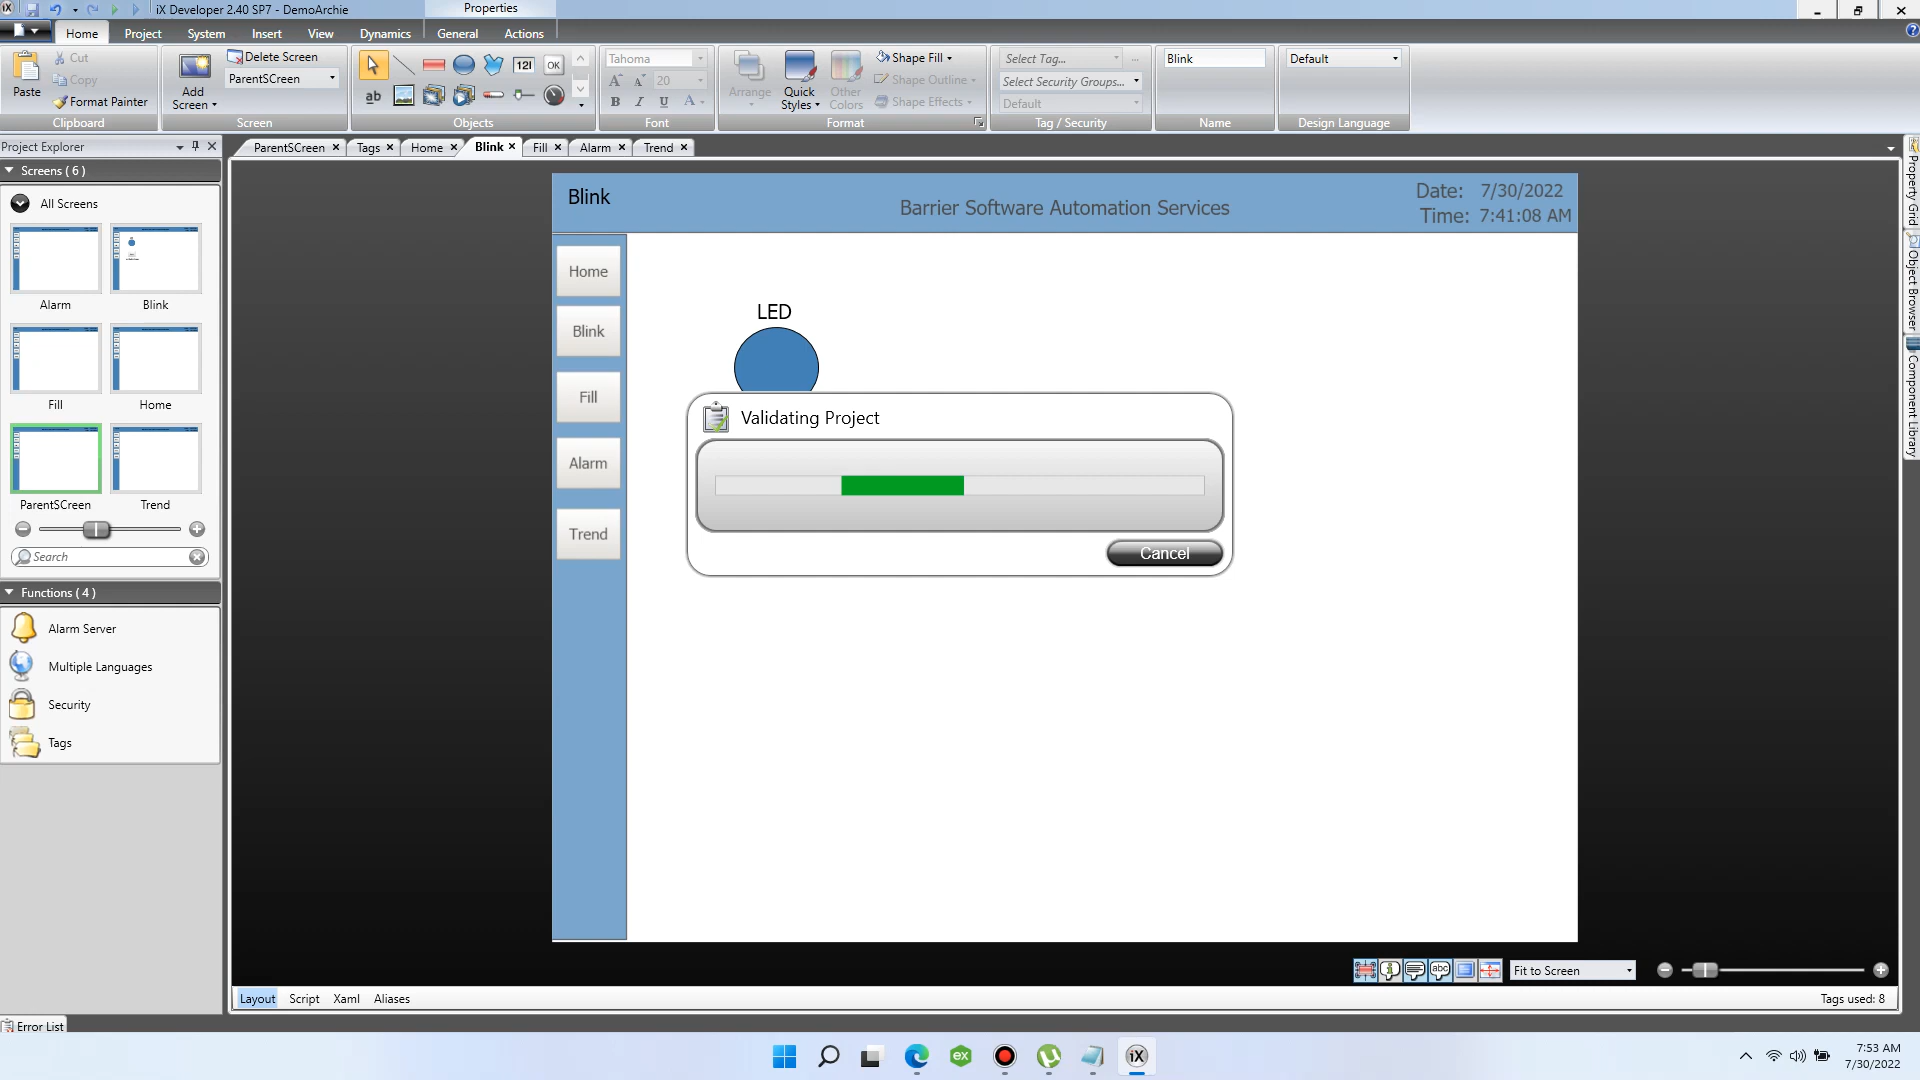 iX Developer 2.40 SP7 - DemoArchie
Properties
Home
Project
System
Insert
View
Dynamics
General
Actions
Paste
Cut
Copy
Format Painter
Clipboard
Add
Screen
Delete Screen
ParentSCreen
Screen
ab
12I
OK
Objects
Tahoma
A A 20
B I U A
Font
Arrange
Quick
Styles
Other
Colors
Shape Fill
Shape Outline
Shape Effects
Format
Select Tag...
...
Select Security Groups...
Default
Tag / Security
Blink
Name
Default
Design Language
Project Explorer
ParentSCreen
Tags
Home
Blink
Fill
Alarm
Trend
Screens ( 6 )
All Screens
Alarm
Blink
Fill
Home
ParentSCreen
Trend
Search
Functions ( 4 )
Alarm Server
Multiple Languages
Security
Tags
Blink
Barrier Software Automation Services
Date: 7/30/2022
Time: 7:41:08 AM
Home
Blink
Fill
Alarm
Trend
LED
Validating Project
Cancel
Property Grid
Object Browser
Component Library
abc
Fit to Screen
Layout
Script
Xaml
Aliases
Tags used: 8
Error List
ex
iX
7:53 AM
7/30/2022